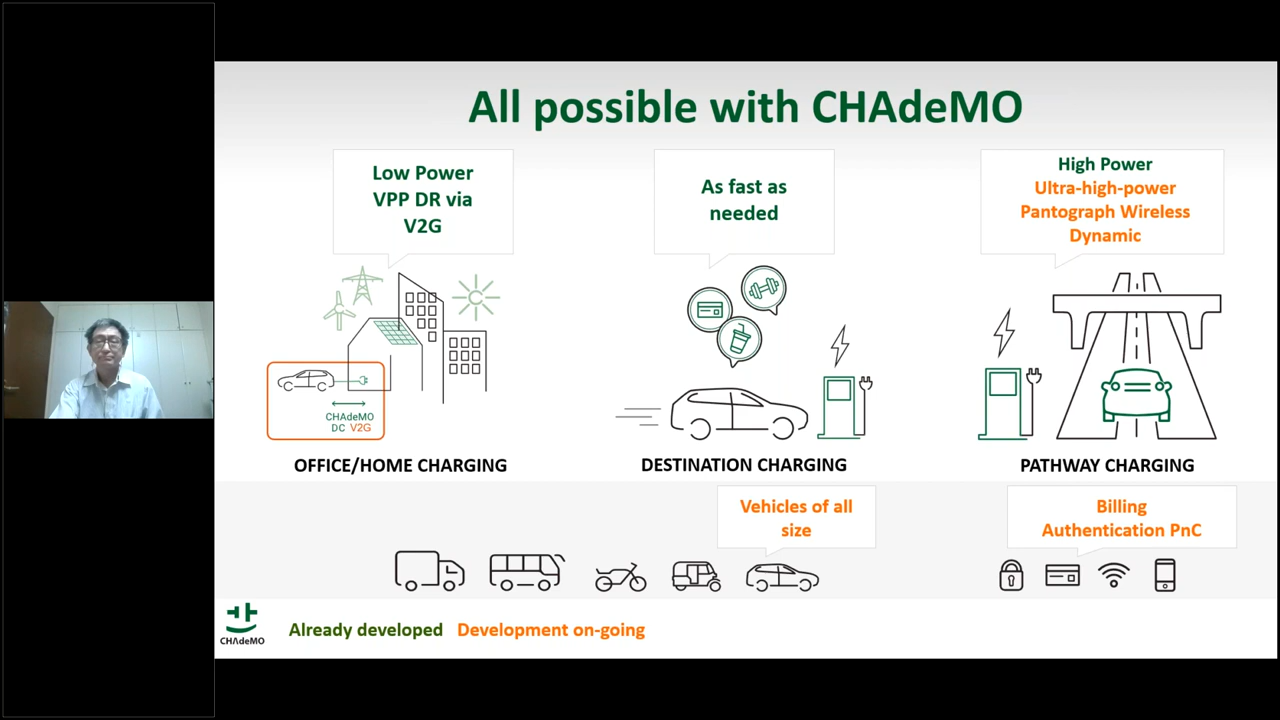 All possible with CHAdeMO
Low Power
VPP DR via
V2G
As fast as
needed
High Power
Ultra-high-power
Pantograph Wireless
Dynamic
CHAdeMO
DC V2G
OFFICE/HOME CHARGING
DESTINATION CHARGING
PATHWAY CHARGING
Vehicles of all
size
Billing
Authentication PnC
CHAdeMO
Already developed Development on-going